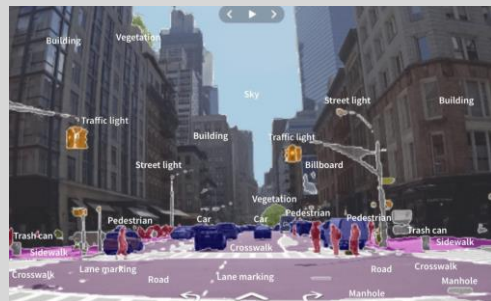 Building
Vegetation
Sky
Street light
Building
Traffic light
Building
Traffic light
Street light
Billboard
Vegetation
Pedestrian
Car
Car
Pedestrian
Pedestrian
Trash can
Trash can
Sidewalk
Crosswalk
Sidewalk
Crosswalk
Lane marking
Road
Lane marking
Road
Crosswalk
Manhole
Manhole